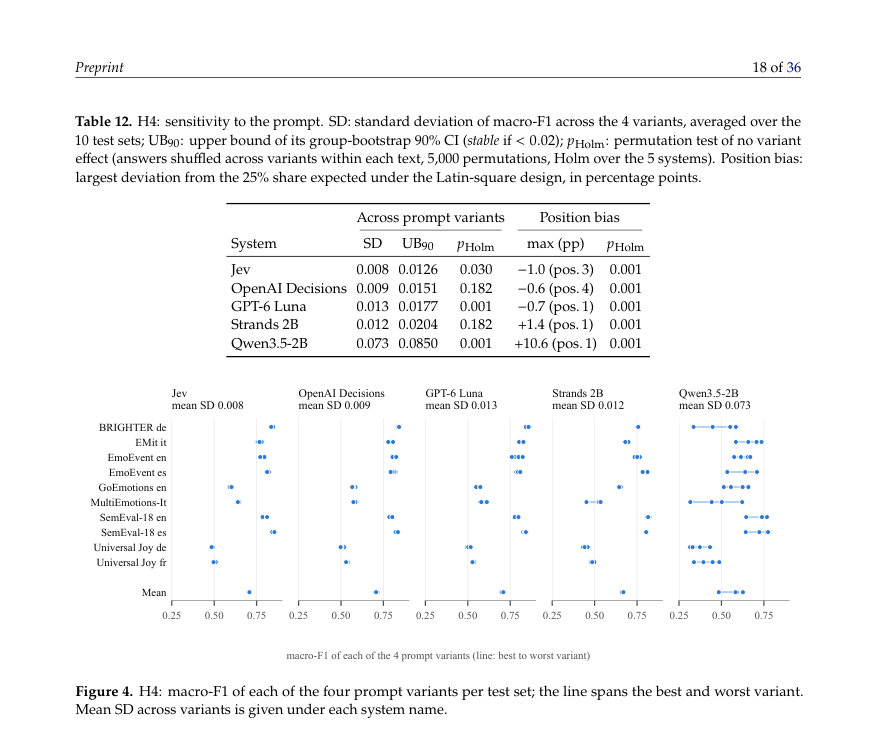 Preprint
18 of 36
Table 12. H4: sensitivity to the prompt. SD: standard deviation of macro-F1 across the 4 variants, averaged over the
10 test sets; UB90: upper bound of its group-bootstrap 90% CI (stable if < 0.02); pHolm: permutation test of no variant
effect (answers shuffled across variants within each text, 5,000 permutations, Holm over the 5 systems). Position bias:
largest deviation from the 25% share expected under the Latin-square design, in percentage points.
Across prompt variants Position bias
System SD UB90 pHolm max (pp) pHolm
Jev 0.008 0.0126 0.030 −1.0 (pos. 3) 0.001
OpenAI Decisions 0.009 0.0151 0.182 −0.6 (pos. 4) 0.001
GPT-6 Luna 0.013 0.0177 0.001 −0.7 (pos. 1) 0.001
Strands 2B 0.012 0.0204 0.182 +1.4 (pos. 1) 0.001
Qwen3.5-2B 0.073 0.0850 0.001 +10.6 (pos. 1) 0.001
Jev OpenAI Decisions GPT-6 Luna Strands 2B Qwen3.5-2B
mean SD 0.008 mean SD 0.009 mean SD 0.013 mean SD 0.012 mean SD 0.073
BRIGHTER de
EMit it
EmoEvent en
EmoEvent es
GoEmotions en
MultiEmotions-It
SemEval-18 en
SemEval-18 es
Universal Joy de
Universal Joy fr
Mean
0.25 0.50 0.75 0.25 0.50 0.75 0.25 0.50 0.75 0.25 0.50 0.75 0.25 0.50 0.75
macro-F1 of each of the 4 prompt variants (line: best to worst variant)
Figure 4. H4: macro-F1 of each of the four prompt variants per test set; the line spans the best and worst variant.
Mean SD across variants is given under each system name.